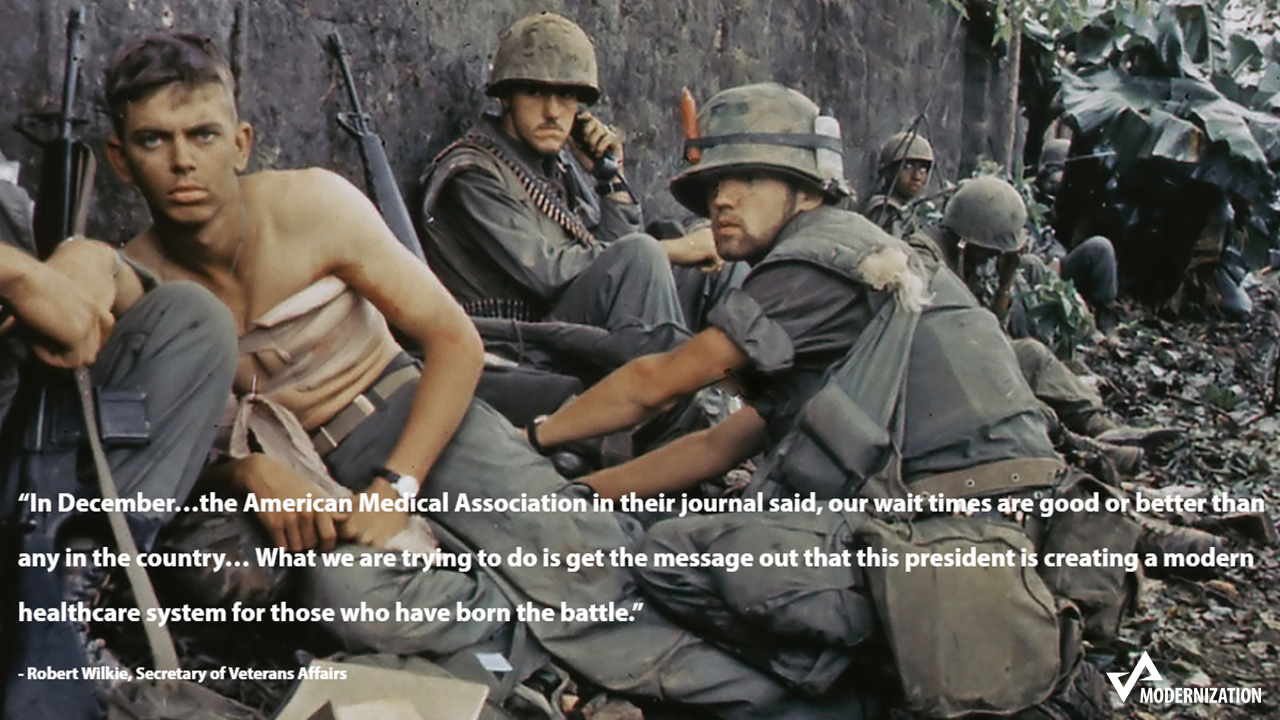 “In December…the American Medical Association in their journal said, our wait times are good or better than
any in the country… What we are trying to do is get the message out that this president is creating a modern
healthcare system for those who have born the battle.”
- Robert Wilkie, Secretary of Veterans Affairs
VA
MODERNIZATION